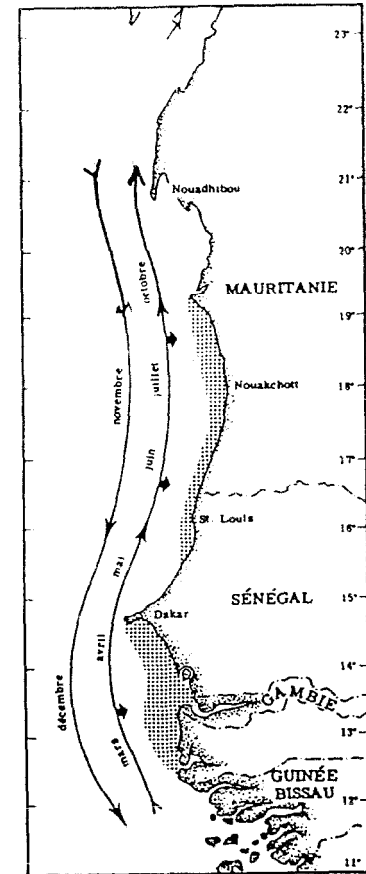 23°
22°
21°
Nouadhibou
20°
octobre
MAURITANIE
19°
novembre
juillet
Nouakchott
18°
juin
17°
St. Louis
16°
mai
SÉNÉGAL
15°
Dakar
avril
14°
décembre
GAMBIE
13°
mars
GUINÉE
BISSAU
12°
11°